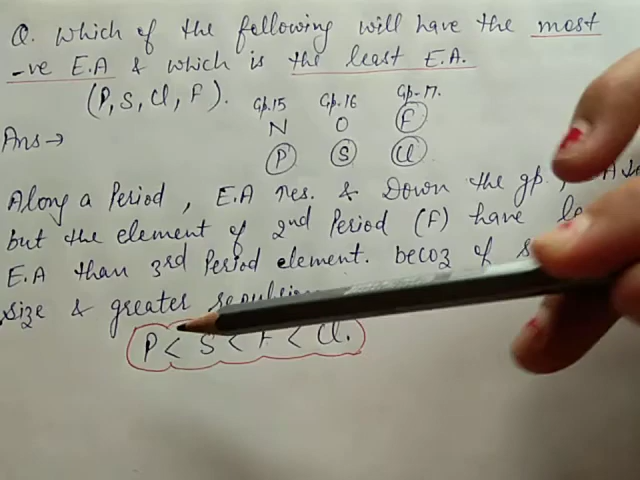 Q. Which of the following will have the most
-ve E.A & which is the least E.A.
(P, S, Cl, F). Gp.15 Gp.16 Gp-17.
Ans → N O F
P S Cl
Along a Period, E.A res. & Down the gp,
but the element of 2nd Period (F) have
E.A than 3rd Period element. becoz of
size & greater
P < S < F < Cl.